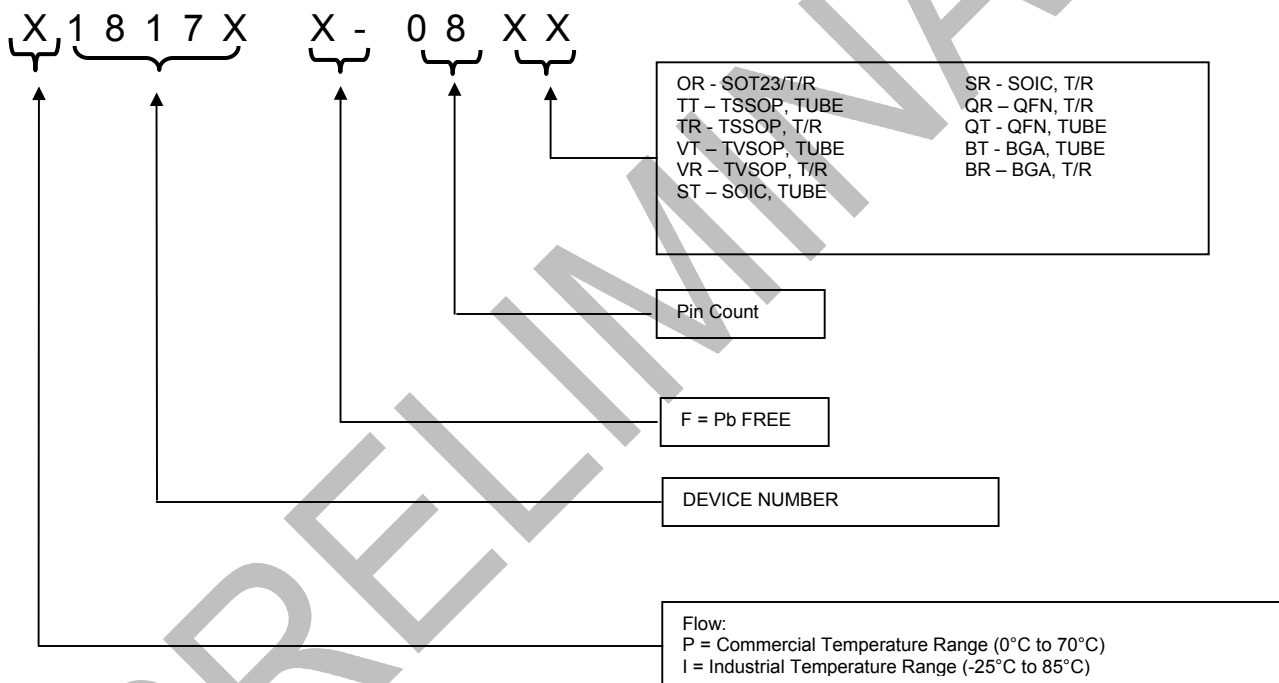 X 1 8 1 7 X X - 0 8 X X
OR - SOT23/T/R
TT – TSSOP, TUBE
TR - TSSOP, T/R
VT – TVSOP, TUBE
VR – TVSOP, T/R
ST – SOIC, TUBE
SR - SOIC, T/R
QR – QFN, T/R
QT - QFN, TUBE
BT - BGA, TUBE
BR – BGA, T/R
Pin Count
F = Pb FREE
DEVICE NUMBER
Flow:
P = Commercial Temperature Range (0°C to 70°C)
I = Industrial Temperature Range (-25°C to 85°C)
RELIMINA